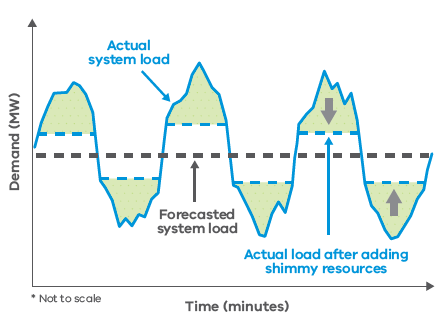 Actual
system load
Demand (MW)
Forecasted
system load
Actual load after adding
shimmy resources
* Not to scale
Time (minutes)